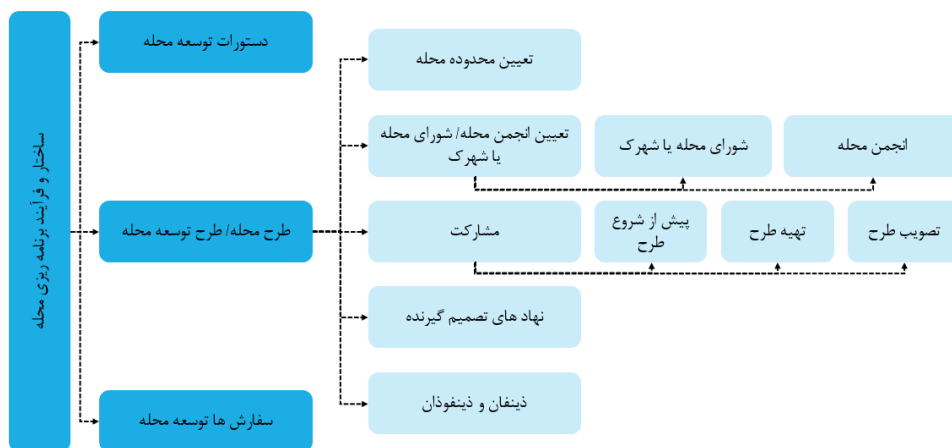 ساختار و فرآیند برنامه ریزی محله
دستورات توسعه محله
طرح محله/ طرح توسعه محله
سفارش ها توسعه محله
تعیین محدوده محله
تعیین انجمن محله/ شورای محله
یا شهرک
شورای محله یا شهرک
انجمن محله
مشارکت
پیش از شروع
طرح
تهیه طرح
تصویب طرح
نهاد های تصمیم گیرنده
ذینفان و ذینفوذان